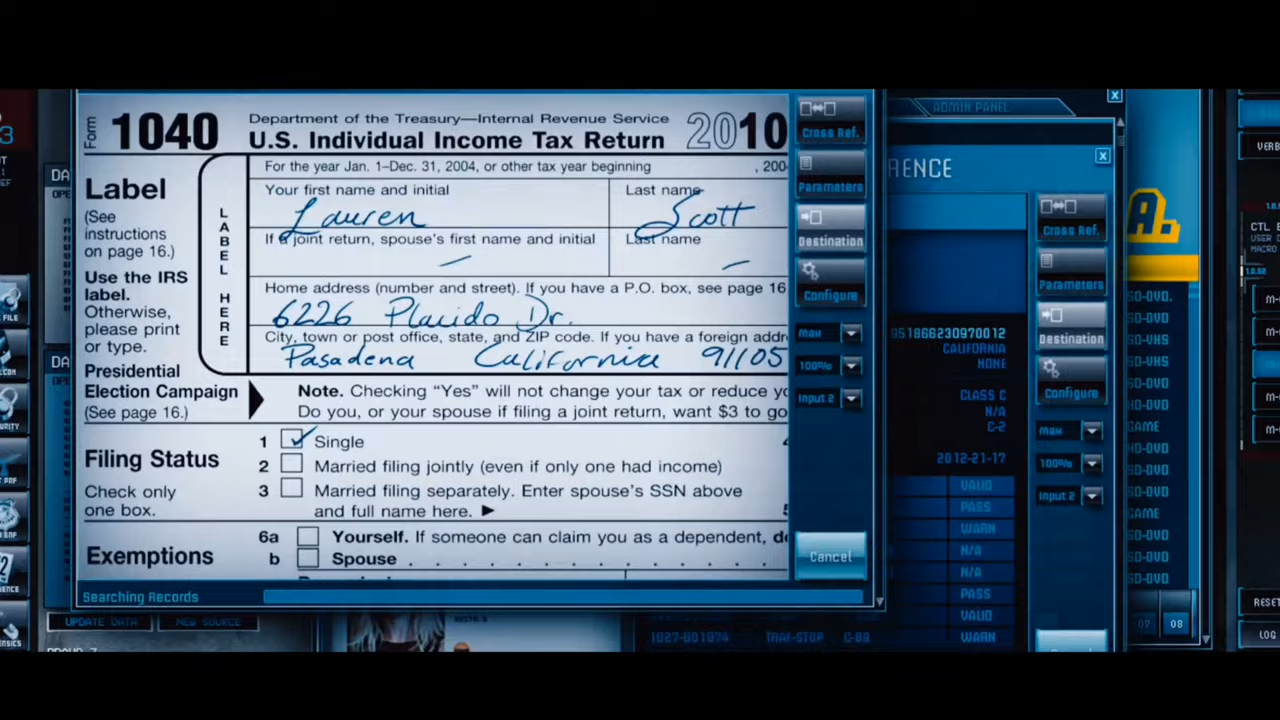 ADMIN PANEL
Form 1040
Department of the Treasury—Internal Revenue Service
U.S. Individual Income Tax Return
2010
For the year Jan. 1–Dec. 31, 2004, or other tax year beginning , 200
Label
(See
instructions
on page 16.)
Use the IRS
label.
Otherwise,
please print
or type.
LABEL HERE
Your first name and initial
Last name
Lauren
Scott
If a joint return, spouse's first name and initial
Last name
Home address (number and street). If you have a P.O. box, see page 16
6226 Placido Dr.
City, town or post office, state, and ZIP code. If you have a foreign addr
Pasadena California 91105
Presidential
Election Campaign
(See page 16.)
Note. Checking “Yes” will not change your tax or reduce yo
Do you, or your spouse if filing a joint return, want $3 to go
Filing Status
Check only
one box.
1 Single
2 Married filing jointly (even if only one had income)
3 Married filing separately. Enter spouse's SSN above
and full name here.
Exemptions
6a Yourself. If someone can claim you as a dependent, do
b Spouse
Searching Records
Cross Ref.
Parameters
Destination
Configure
Max
100%
Input 2
Cancel
RENCE
951866230970012
CALIFORNIA
NONE
CLASS C
N/A
C-2
2012-21-17
VALID
PASS
WARN
N/A
N/A
PASS
VALID
WARN
Cross Ref.
Parameters
Destination
Configure
Max
100%
Input 2
A.
SD-DVD.
SD-DVD
SD-VHS
SD-VHS
SD-DVD
HD-DVD
GAME
HD-DVD
SD-DVD
SD-DVD
GAME
SD-DVD
SD-DVD
SD-DVD
07 08
VERB
RESET
LOG
UPDATE DATA
NEW SOURCE